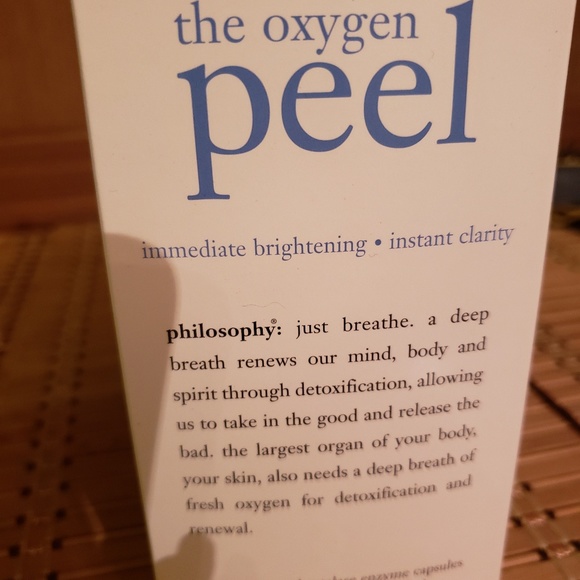 the oxygen
peel
immediate brightening • instant clarity
philosophy®: just breathe. a deep
breath renews our mind, body and
spirit through detoxification, allowing
us to take in the good and release the
bad. the largest organ of your body,
your skin, also needs a deep breath of
fresh oxygen for detoxification and
renewal.
enzyme capsules